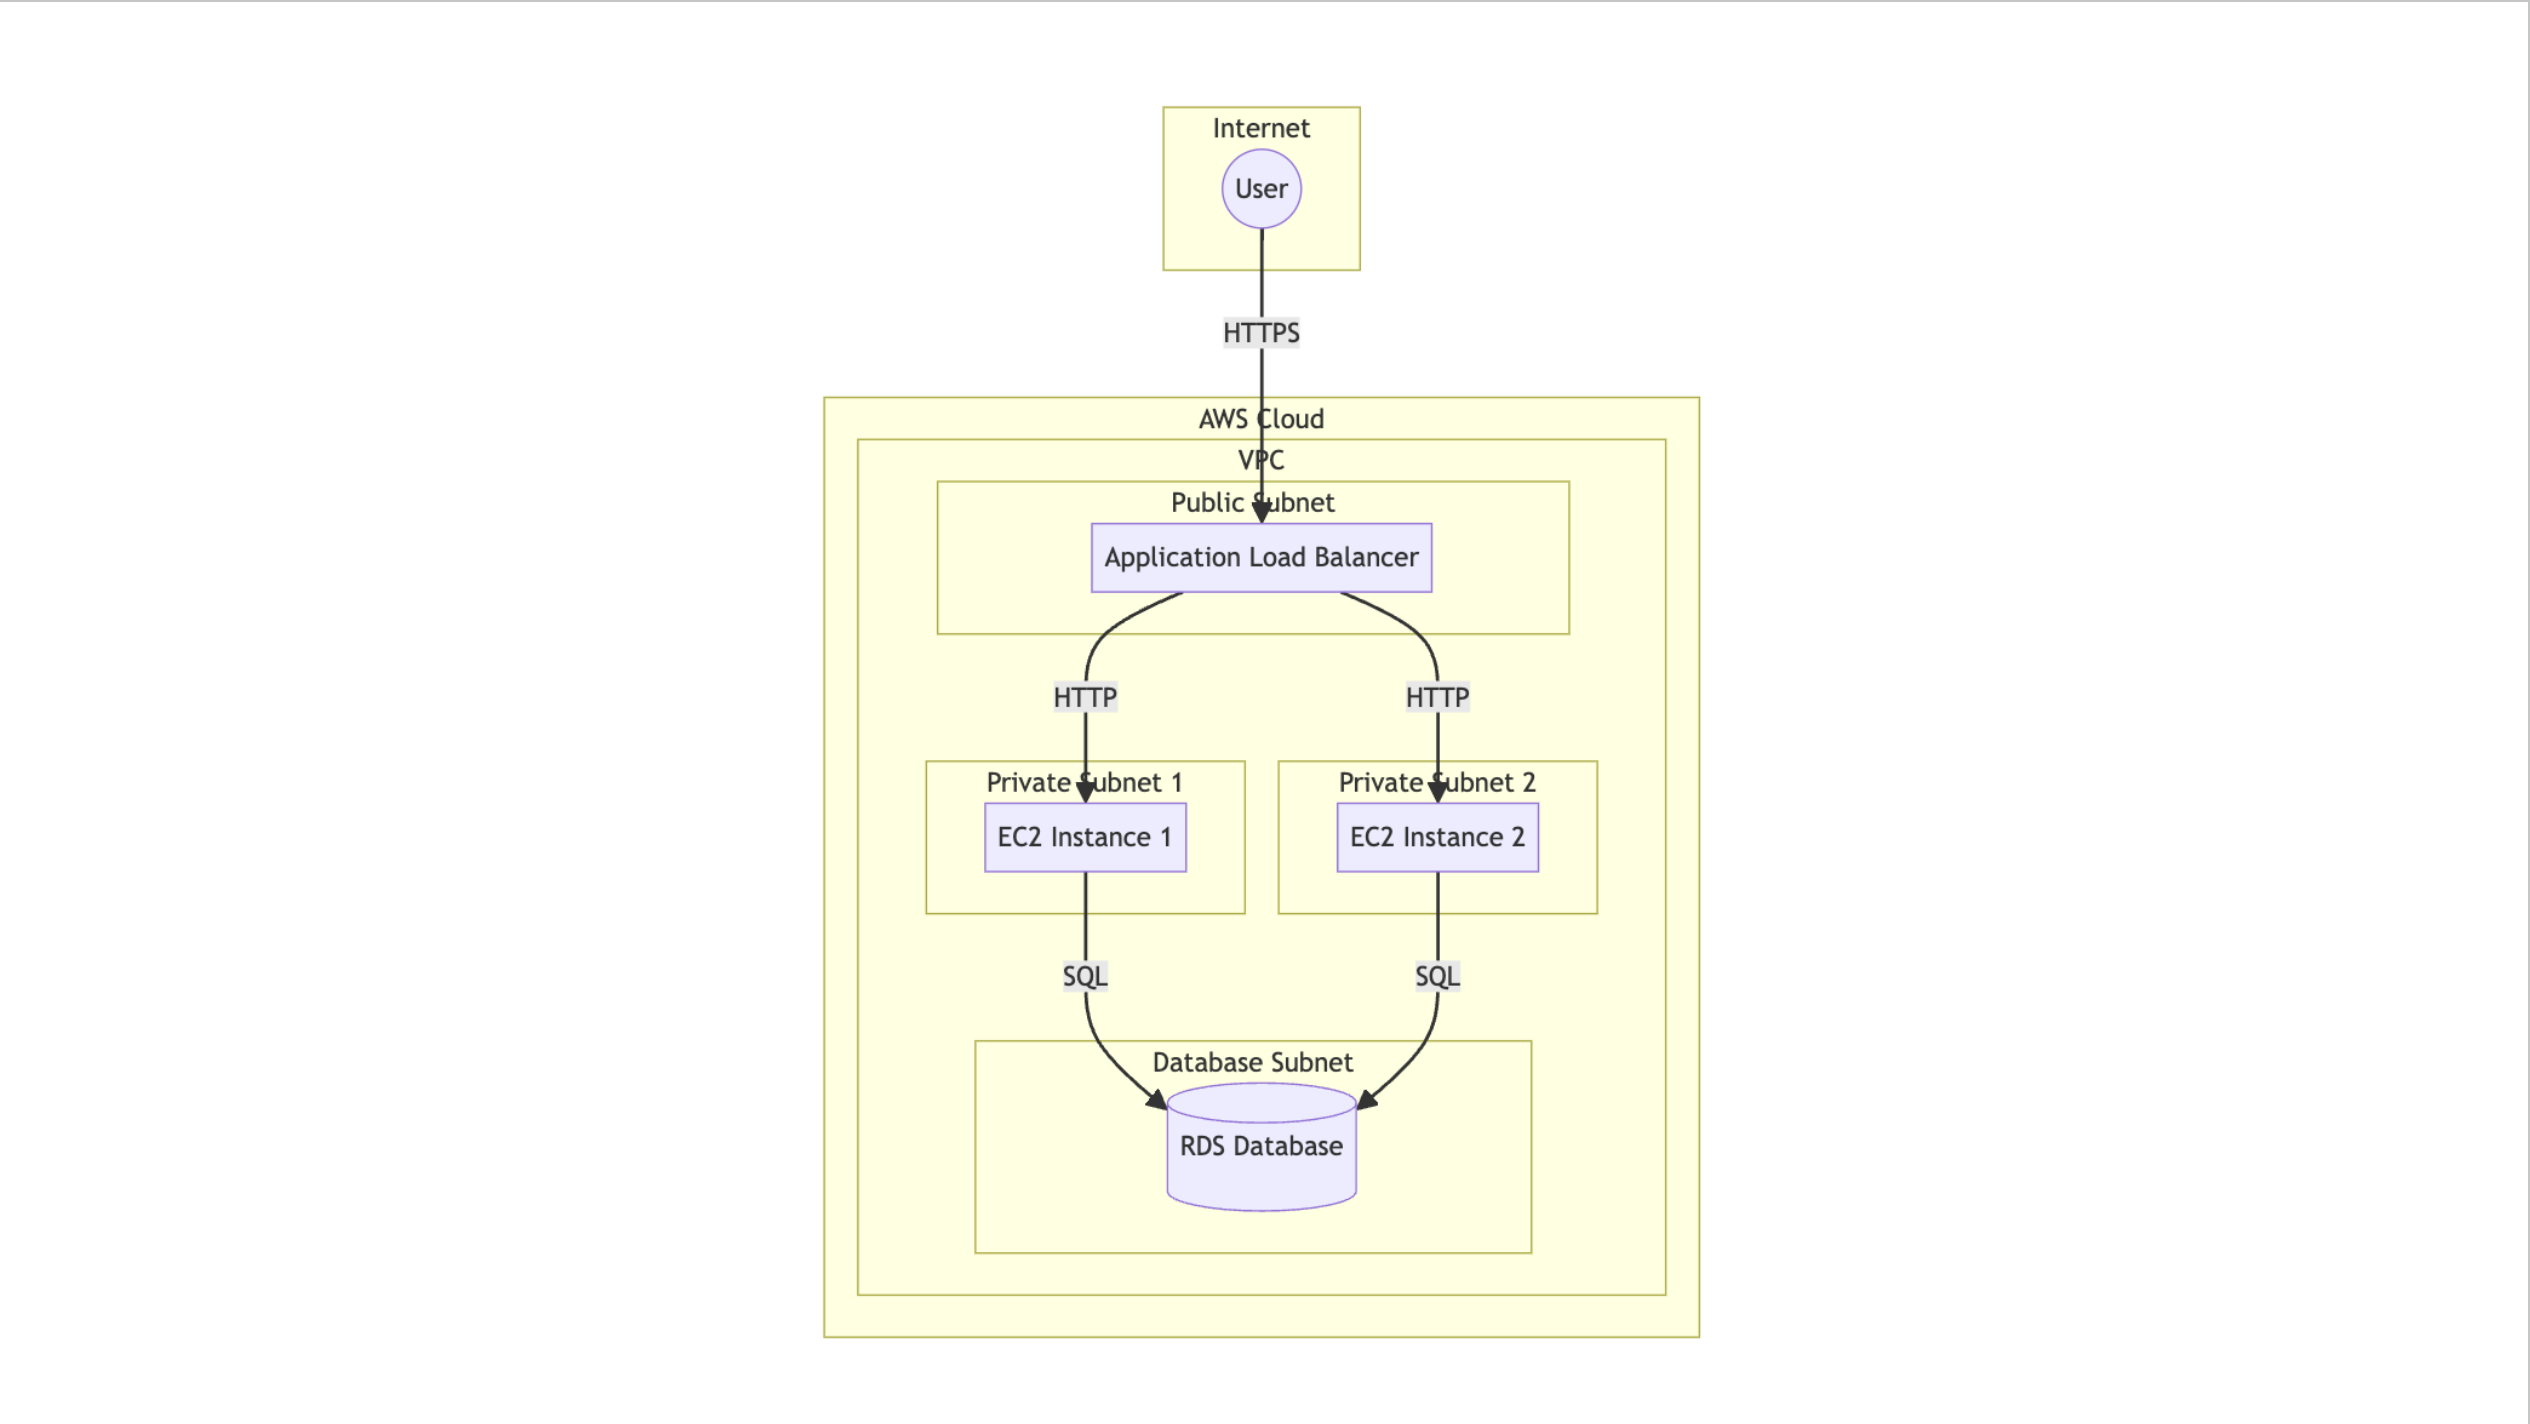 Internet
User
HTTPS
AWS Cloud
VPC
Public Subnet
Application Load Balancer
HTTP
HTTP
Private Subnet 1
Private Subnet 2
EC2 Instance 1
EC2 Instance 2
SQL
SQL
Database Subnet
RDS Database